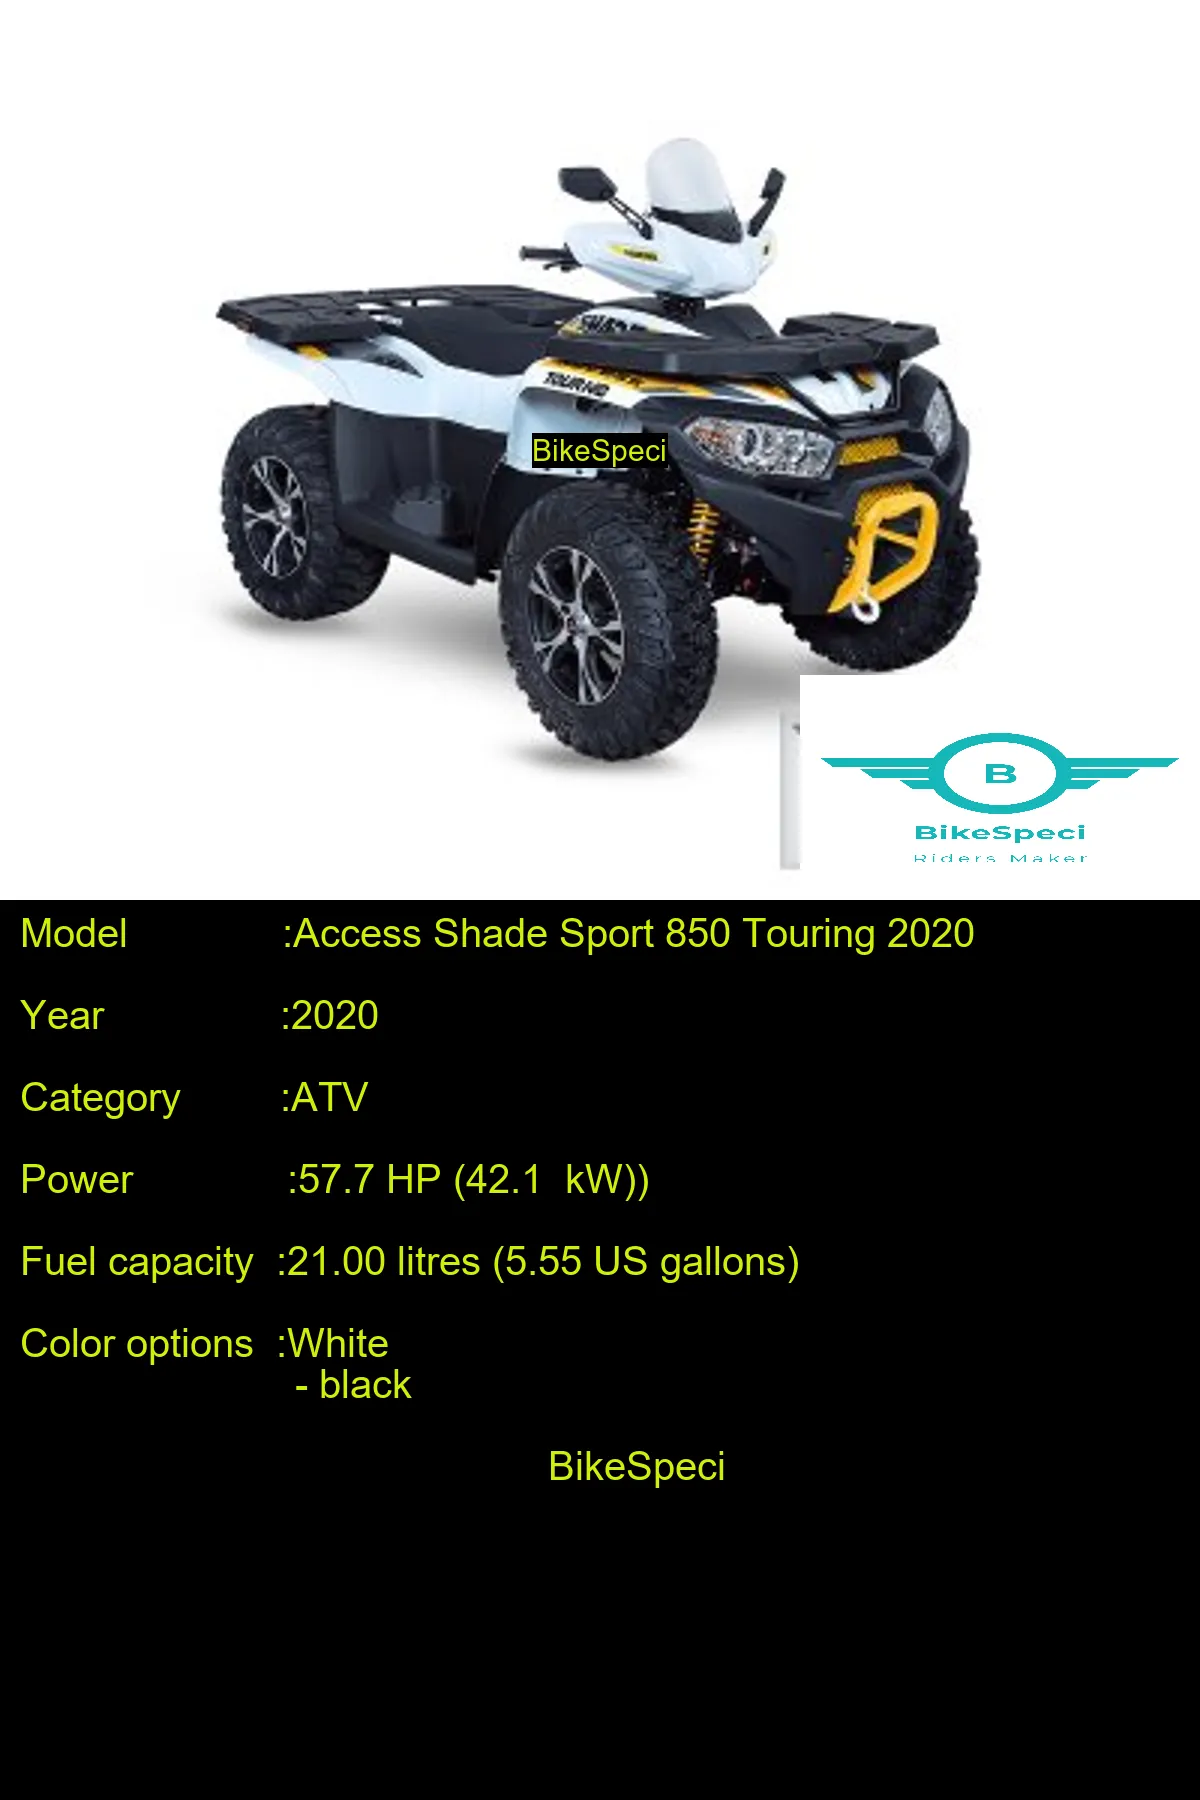 TOURING
BikeSpeci
B
BikeSpeci
Riders Maker
Model :Access Shade Sport 850 Touring 2020
Year :2020
Category :ATV
Power :57.7 HP (42.1  kW))
Fuel capacity :21.00 litres (5.55 US gallons)
Color options :White
- black
BikeSpeci